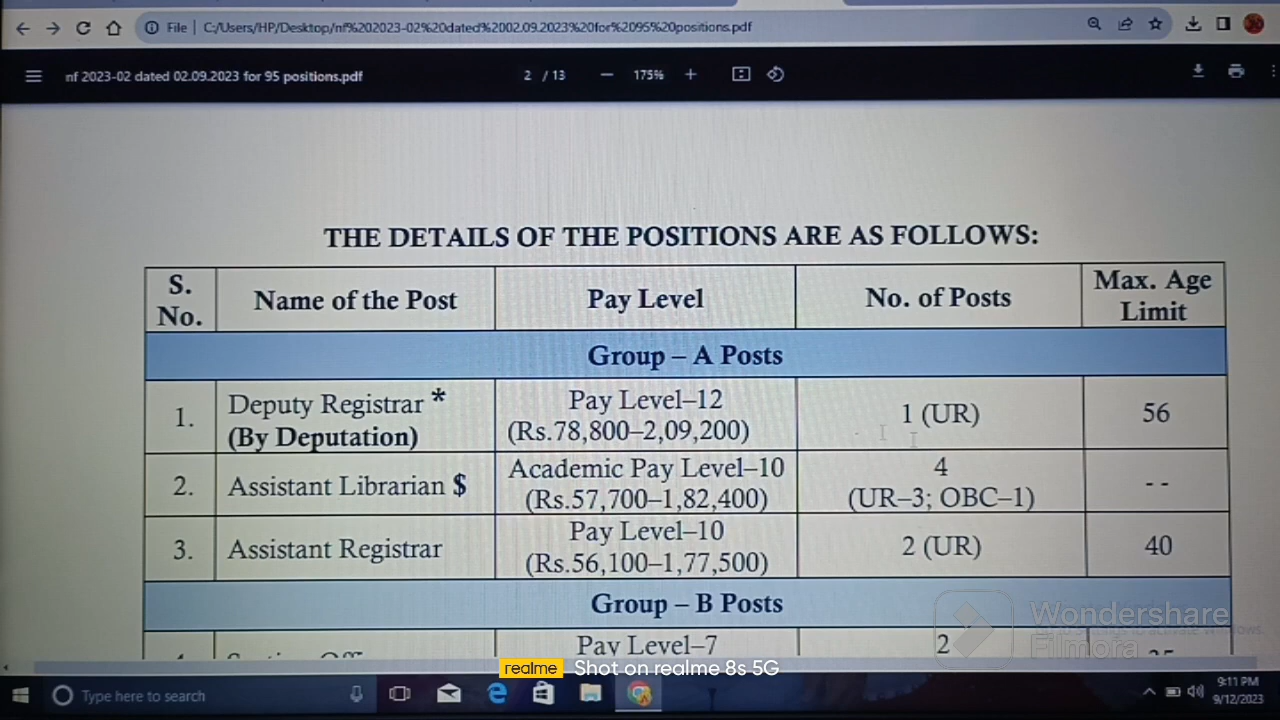 File C:/Users/HP/Desktop/nf%202023-02%20dated%2002.09.2023%20for%2095%20positions.pdf
nf 2023-02 dated 02.09.2023 for 95 positions.pdf 2 / 13 175%
THE DETAILS OF THE POSITIONS ARE AS FOLLOWS:
S. No. Name of the Post Pay Level No. of Posts Max. Age Limit
Group – A Posts
1. Deputy Registrar * (By Deputation) Pay Level–12 (Rs.78,800–2,09,200) 1 (UR) 56
2. Assistant Librarian $ Academic Pay Level–10 (Rs.57,700–1,82,400) 4 (UR–3; OBC–1) - -
3. Assistant Registrar Pay Level–10 (Rs.56,100–1,77,500) 2 (UR) 40
Group – B Posts
Pay Level–7 2
Wondershare
Filmora
realme Shot on realme 8s 5G
Type here to search
9:11 PM
9/12/2023